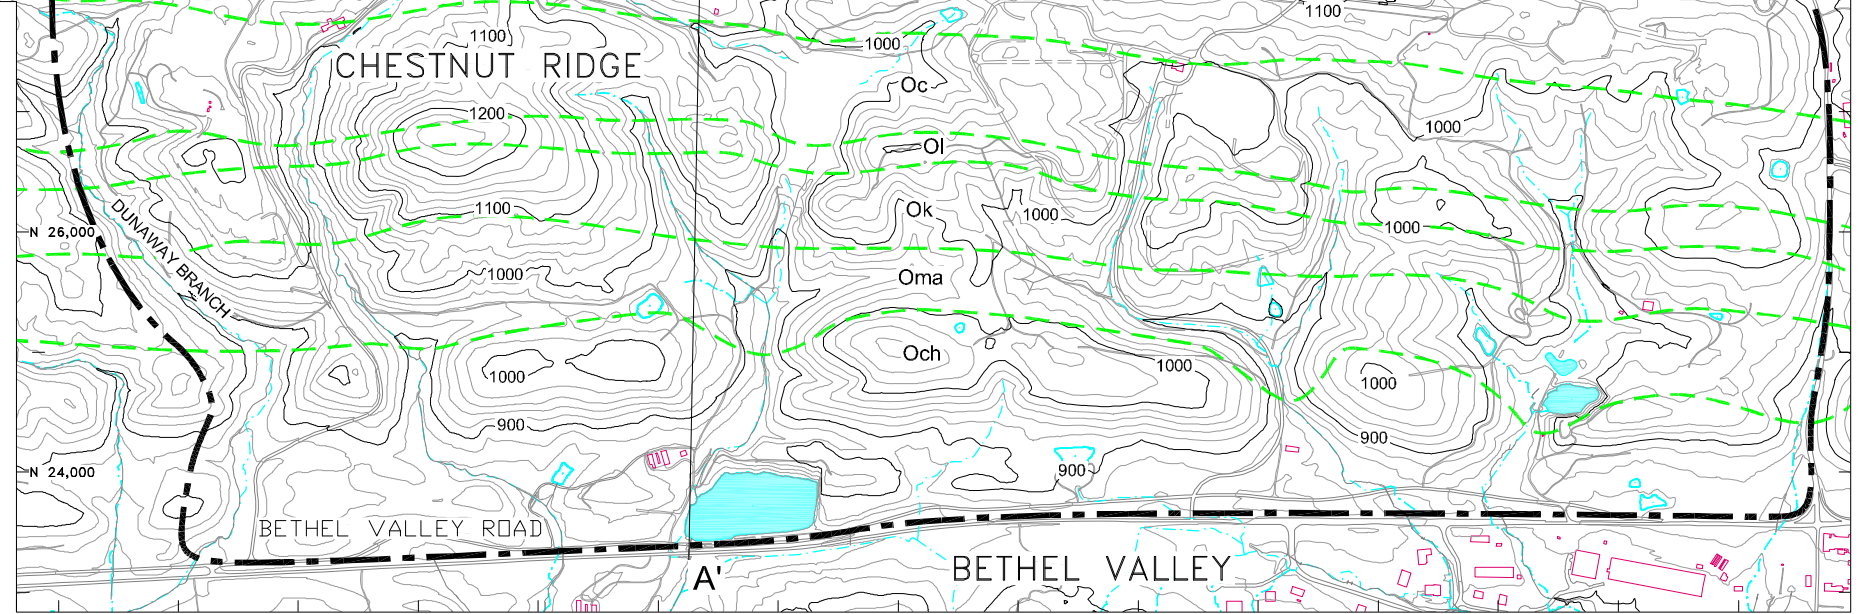 1100
1100
1000
CHESTNUT RIDGE
Oc
1200
1000
Ol
1100
Ok
1000
DUNAWAY BRANCH
N 26,000
1000
1000
Oma
Och
1000
1000
1000
900
900
N 24,000
900
BETHEL VALLEY ROAD
BETHEL VALLEY
A'